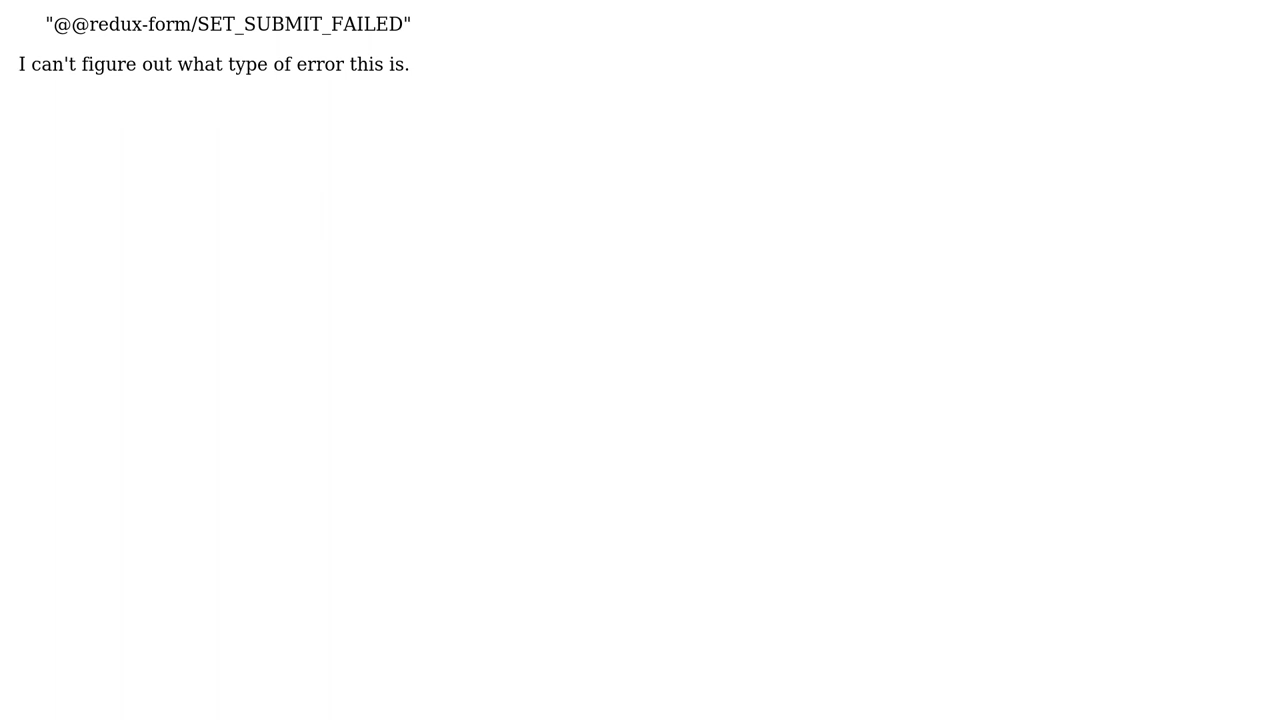 "@@redux-form/SET_SUBMIT_FAILED"
I can't figure out what type of error this is.